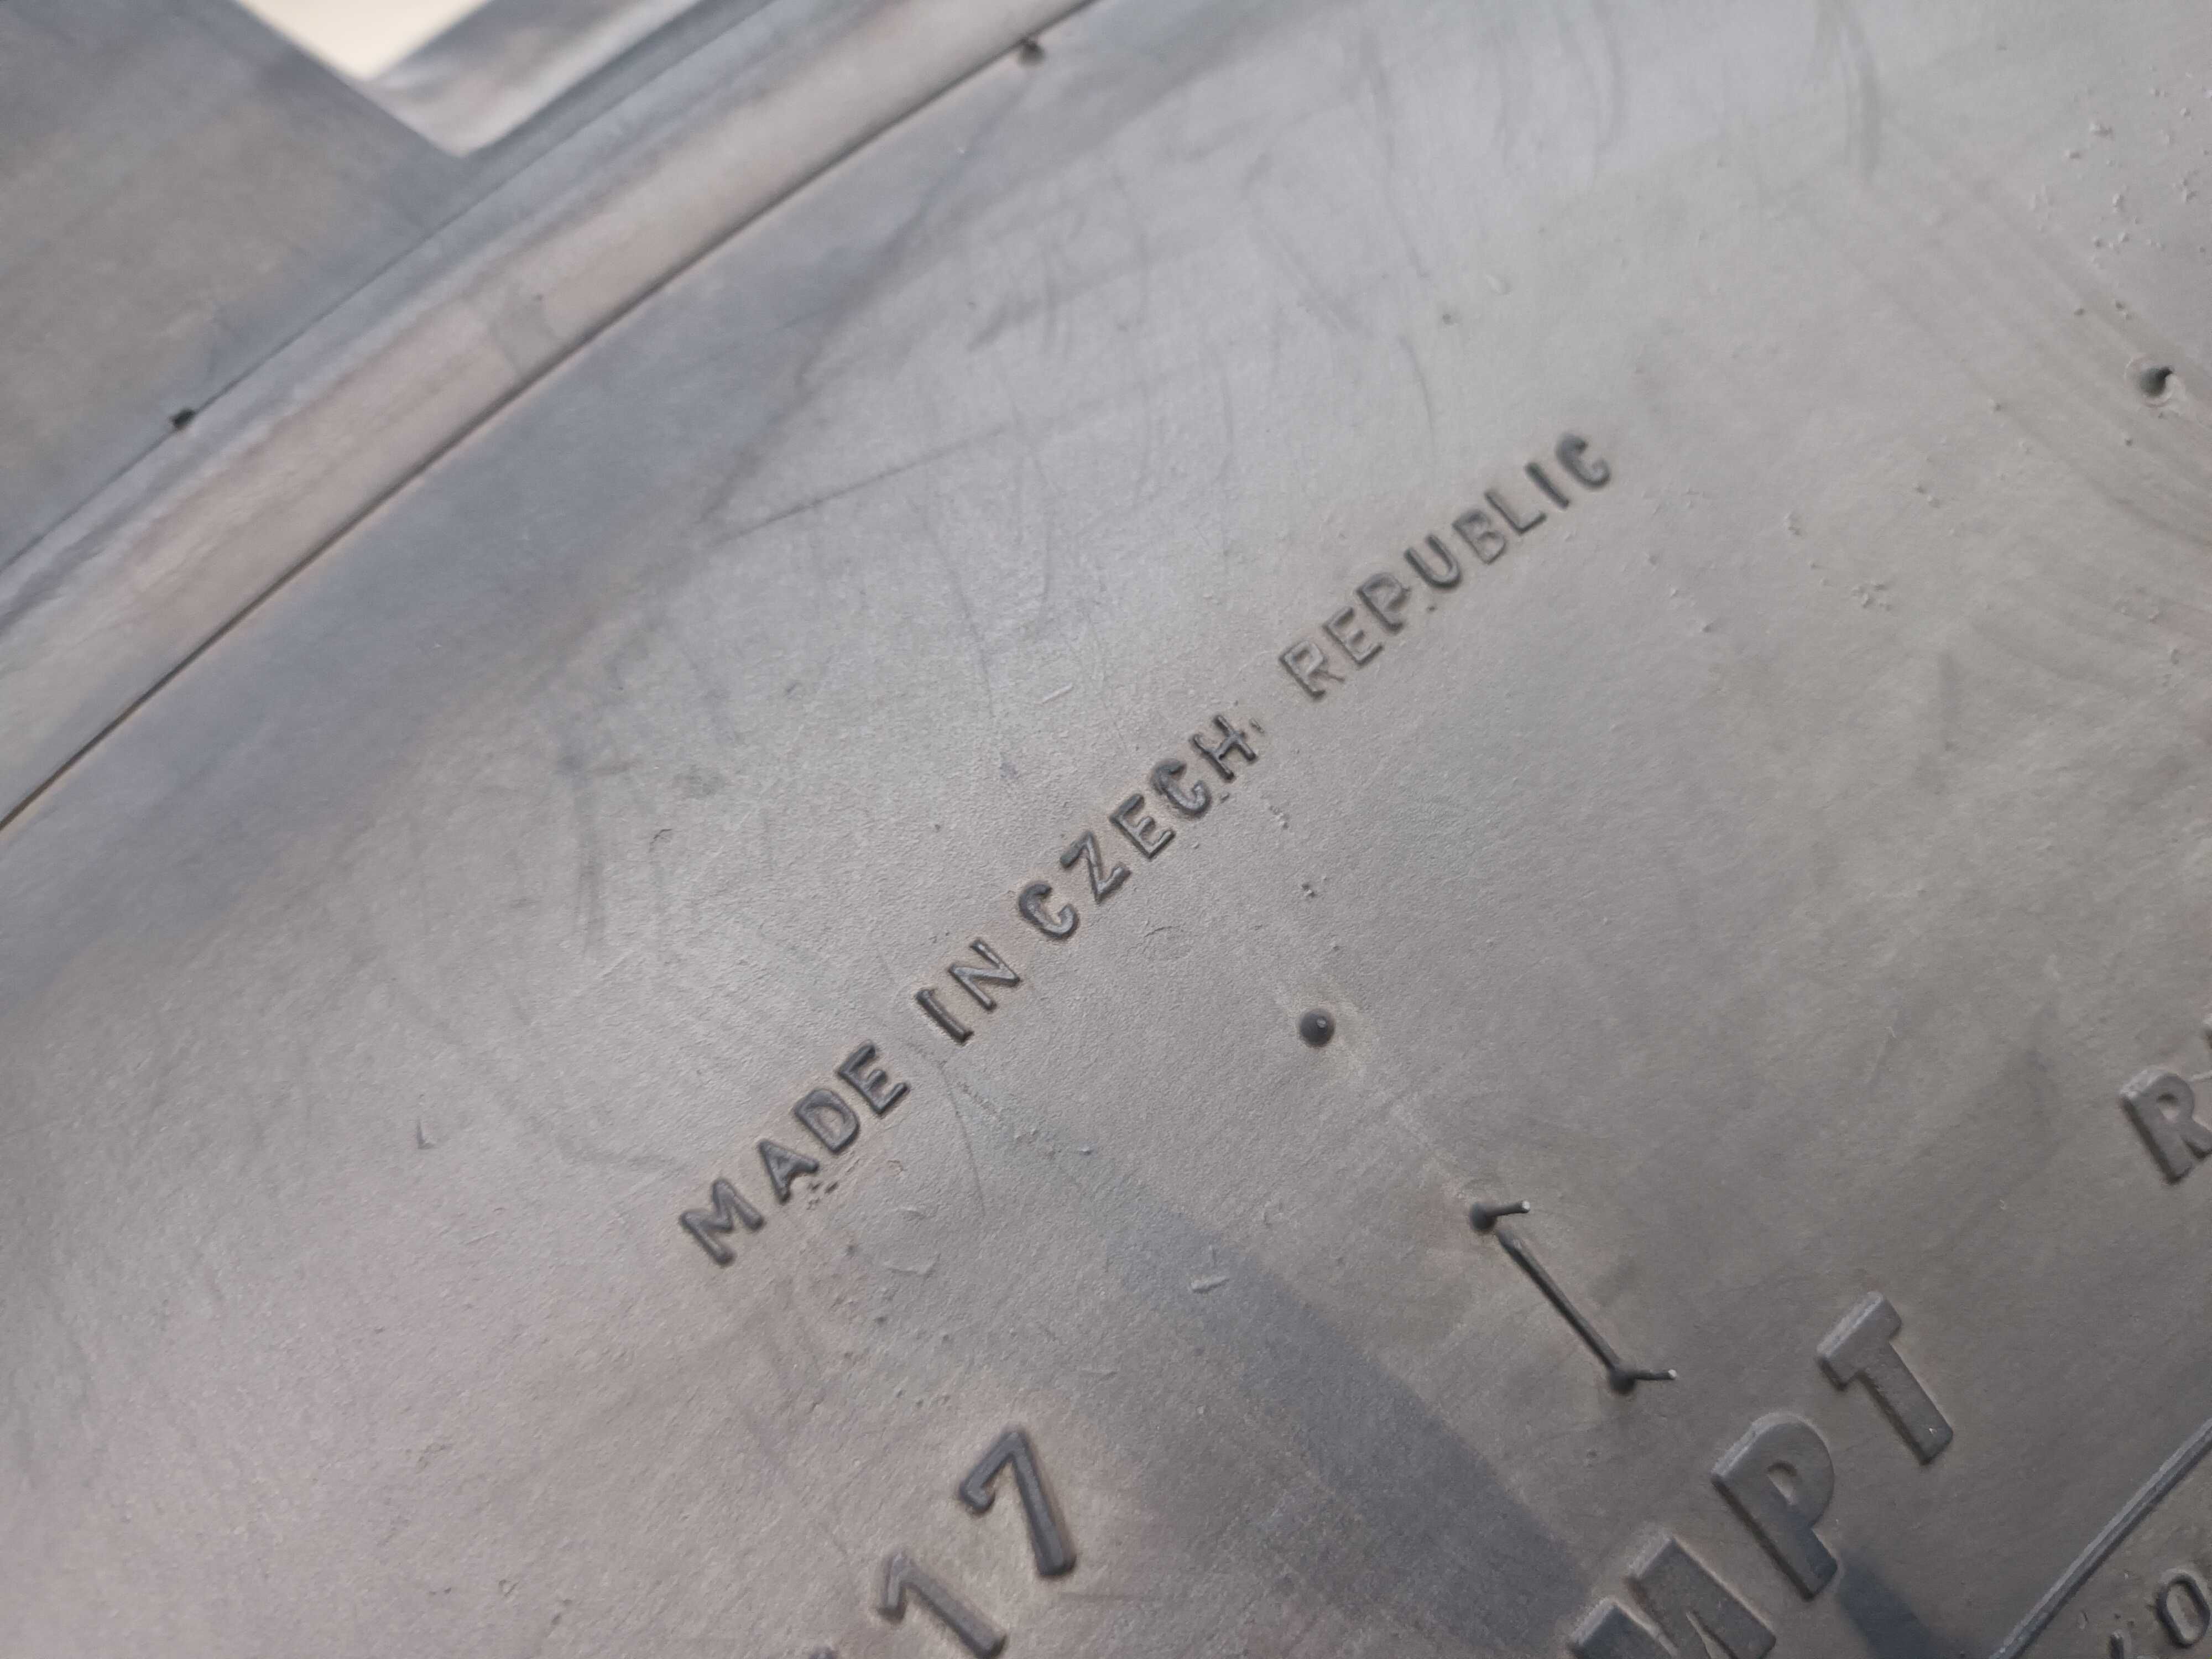 MADE IN CZECH REPUBLIC
17
MPT